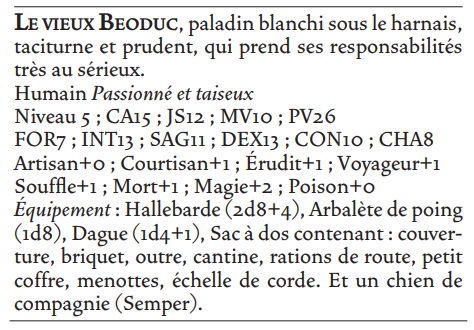 Le vieux Beoduc, paladin blanchi sous le harnais,
taciturne et prudent, qui prend ses responsabilités
très au sérieux.
Humain Passionné et taiseux
Niveau 5 ; CA15 ; JS12 ; MV10 ; PV26
FOR7 ; INT13 ; SAG11 ; DEX13 ; CON10 ; CHA8
Artisan+0 ; Courtisan+1 ; Érudit+1 ; Voyageur+1
Souffle+1 ; Mort+1 ; Magie+2 ; Poison+0
Équipement : Hallebarde (2d8+4), Arbalète de poing
(1d8), Dague (1d4+1), Sac à dos contenant : couver-
ture, briquet, outre, cantine, rations de route, petit
coffre, menottes, échelle de corde. Et un chien de
compagnie (Semper).